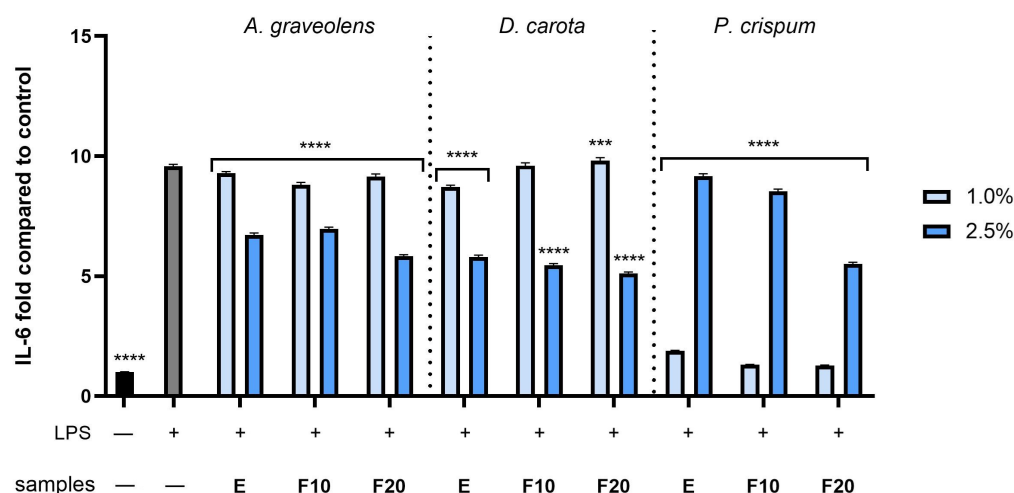 A. graveolens D. carota P. crispum
15
10
5
0
IL-6 fold compared to control
**** **** **** *** **** **** ****
1.0%
2.5%
LPS — + + + + + + + + + +
samples — — E F10 F20 E F10 F20 E F10 F20